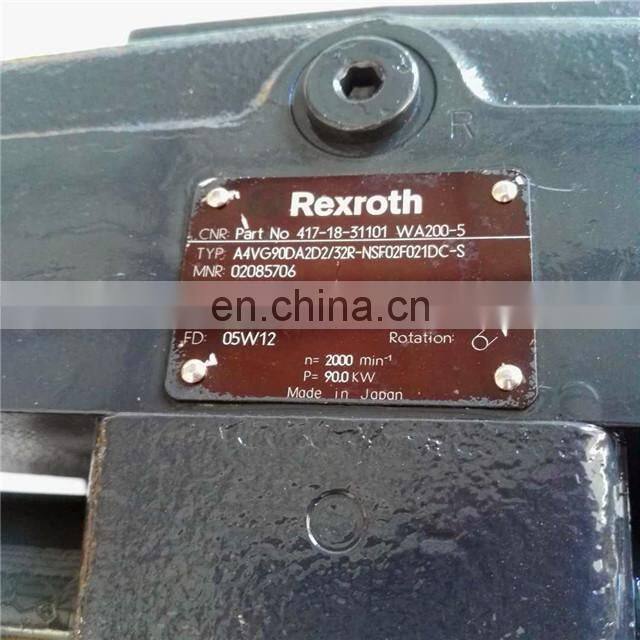 R
Rexroth
CNR: Part No 417-18-31101 WA200-5
TYP: A4VG90DA2D2/32R-NSF02F021DC-S
MNR: 02085706
en.china.cn
FD: 05W12 Rotation:
n= 2000 min⁻¹
P= 90.0 KW
Made in Japan